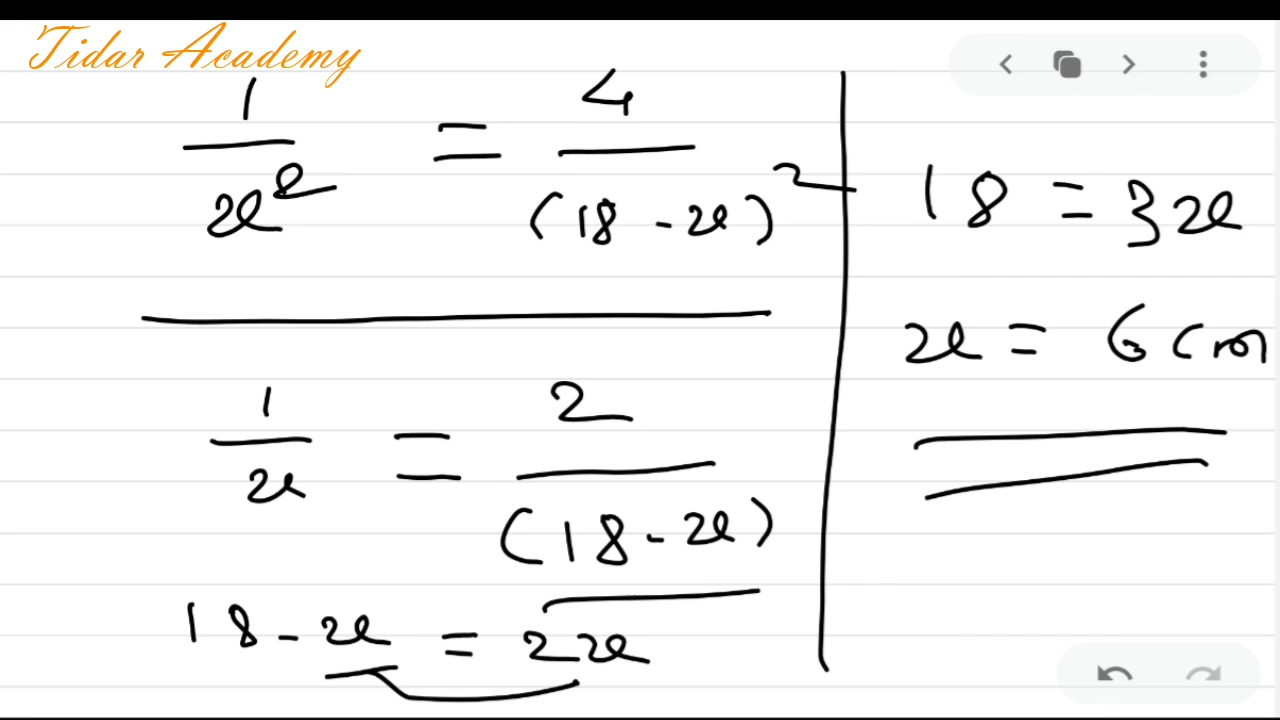 Tidar Academy
1/x² = 4/(18 - x)²
1/x = 2/(18 - x)
18 - x = 2x
18 = 3x
x = 6 cm